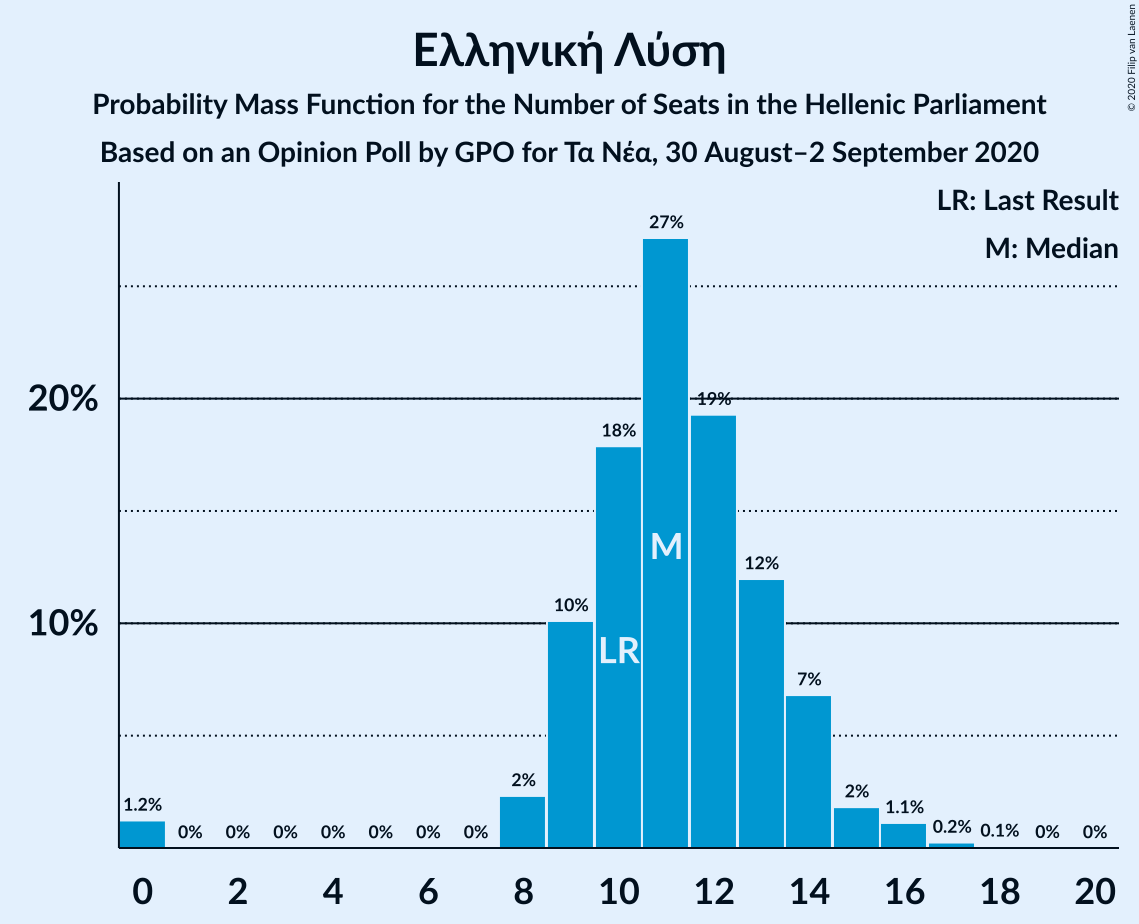 Ελληνική Λύση
Probability Mass Function for the Number of Seats in the Hellenic Parliament
Based on an Opinion Poll by GPO for Τα Νέα, 30 August–2 September 2020
© 2020 Filip van Laenen
LR: Last Result
M: Median
27%
20%
19%
18%
M
12%
10%
10%
LR
7%
2%
2%
1.2%
1.1%
0% 0% 0% 0% 0% 0% 0%
0.2% 0.1% 0% 0%
0 2 4 6 8 10 12 14 16 18 20